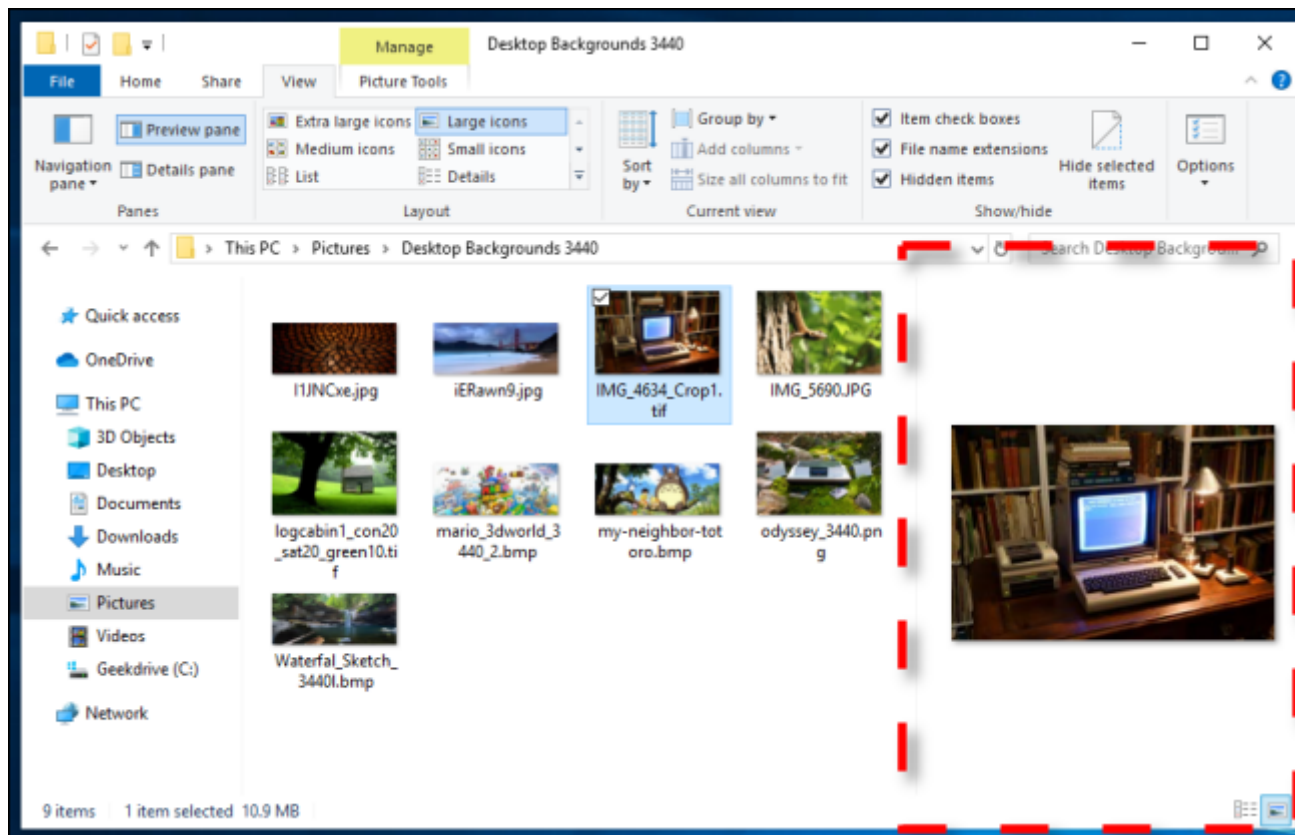 Manage Desktop Backgrounds 3440
File Home Share View Picture Tools
Navigation
pane
Preview pane
Details pane
Panes
Extra large icons Large icons
Medium icons Small icons
List Details
Layout
Sort
by
Group by
Add columns
Size all columns to fit
Current view
Item check boxes
File name extensions
Hidden items
Hide selected
items
Show/hide
Options
This PC > Pictures > Desktop Backgrounds 3440
Search Desktop Backgrou...
Quick access
OneDrive
This PC
3D Objects
Desktop
Documents
Downloads
Music
Pictures
Videos
Geekdrive (C:)
Network
iERawn9.jpg
IMG_4634_Crop1.
tif
IMG_5690.JPG
logcabin1_con20
_sat20_green10.ti
f
mario_3dworld_3
440_2.bmp
my-neighbor-tot
oro.bmp
odyssey_3440.pn
g
Waterfal_Sketch_
3440l.bmp
9 items 1 item selected 10.9 MB